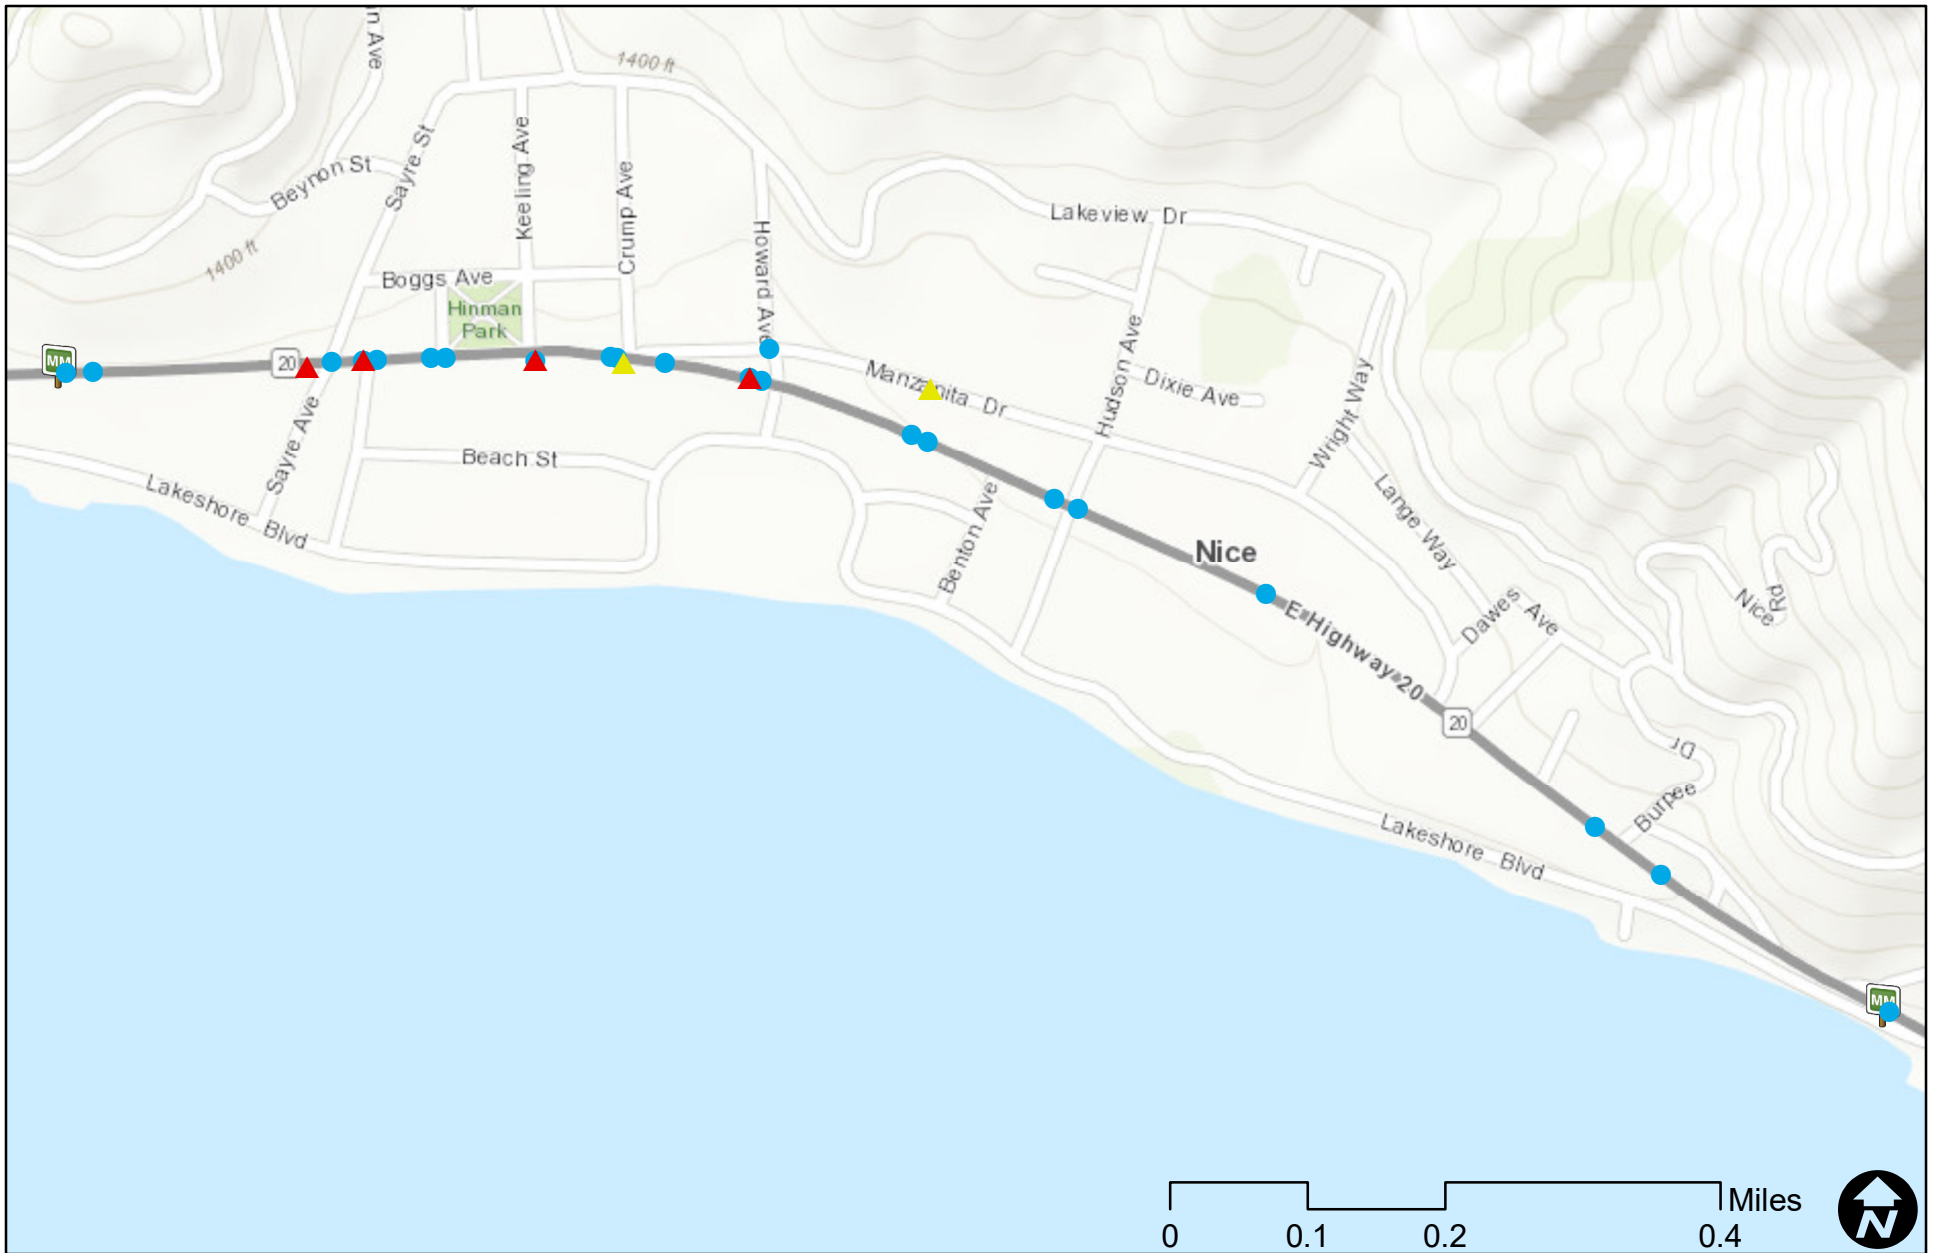 n Ave
1400 ft
Sayre St
Keeling Ave
Crump Ave
Beynon St
Howard Ave
Lakeview Dr
1400 ft
Boggs Ave
Hinman
Park
MM
20
Hudson Ave
Manzanita Dr
Dixie Ave
Wright Way
Sayre Ave
Beach St
Lakeshore Blvd
Benton Ave
Lange Way
Nice
Nice
Rd
Dawes Ave
E Highway 20
20
Dr
Burpee
Lakeshore Blvd
MM
Miles
0 0.1 0.2 0.4
N